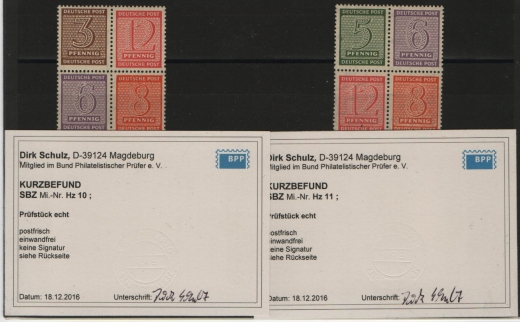 DEUTSCHE POST DEUTSCHE POST
3 12
PFENNIG PFENNIG
DEUTSCHE POST DEUTSCHE POST
6 8
PFENNIG PFENNIG
DEUTSCHE POST DEUTSCHE POST
5 6
PFENNIG PFENNIG
DEUTSCHE POST DEUTSCHE POST
12 8
PFENNIG PFENNIG
Dirk Schulz, D-39124 Magdeburg
Mitglied im Bund Philatelistischer Prüfer e. V.
BPP
KURZBEFUND
SBZ Mi.-Nr. Hz 10 ;
Prüfstück echt
postfrisch
einwandfrei
keine Signatur
siehe Rückseite
Datum: 18.12.2016 Unterschrift:
Dirk Schulz, D-39124 Magdeburg
Mitglied im Bund Philatelistischer Prüfer e. V.
BPP
KURZBEFUND
SBZ Mi.-Nr. Hz 11 ;
Prüfstück echt
postfrisch
einwandfrei
keine Signatur
siehe Rückseite
Datum: 18.12.2016 Unterschrift: